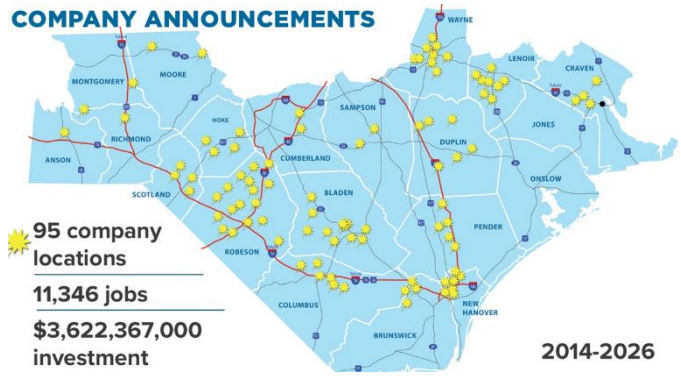 COMPANY ANNOUNCEMENTS
WAYNE
LENOIR
CRAVEN
MONTGOMERY
MOORE
HOKE
SAMPSON
JONES
RICHMOND
DUPLIN
ANSON
CUMBERLAND
ONSLOW
SCOTLAND
BLADEN
PENDER
ROBESON
COLUMBUS
NEW
HANOVER
BRUNSWICK
95 company
locations
11,346 jobs
$3,622,367,000
investment
2014-2026